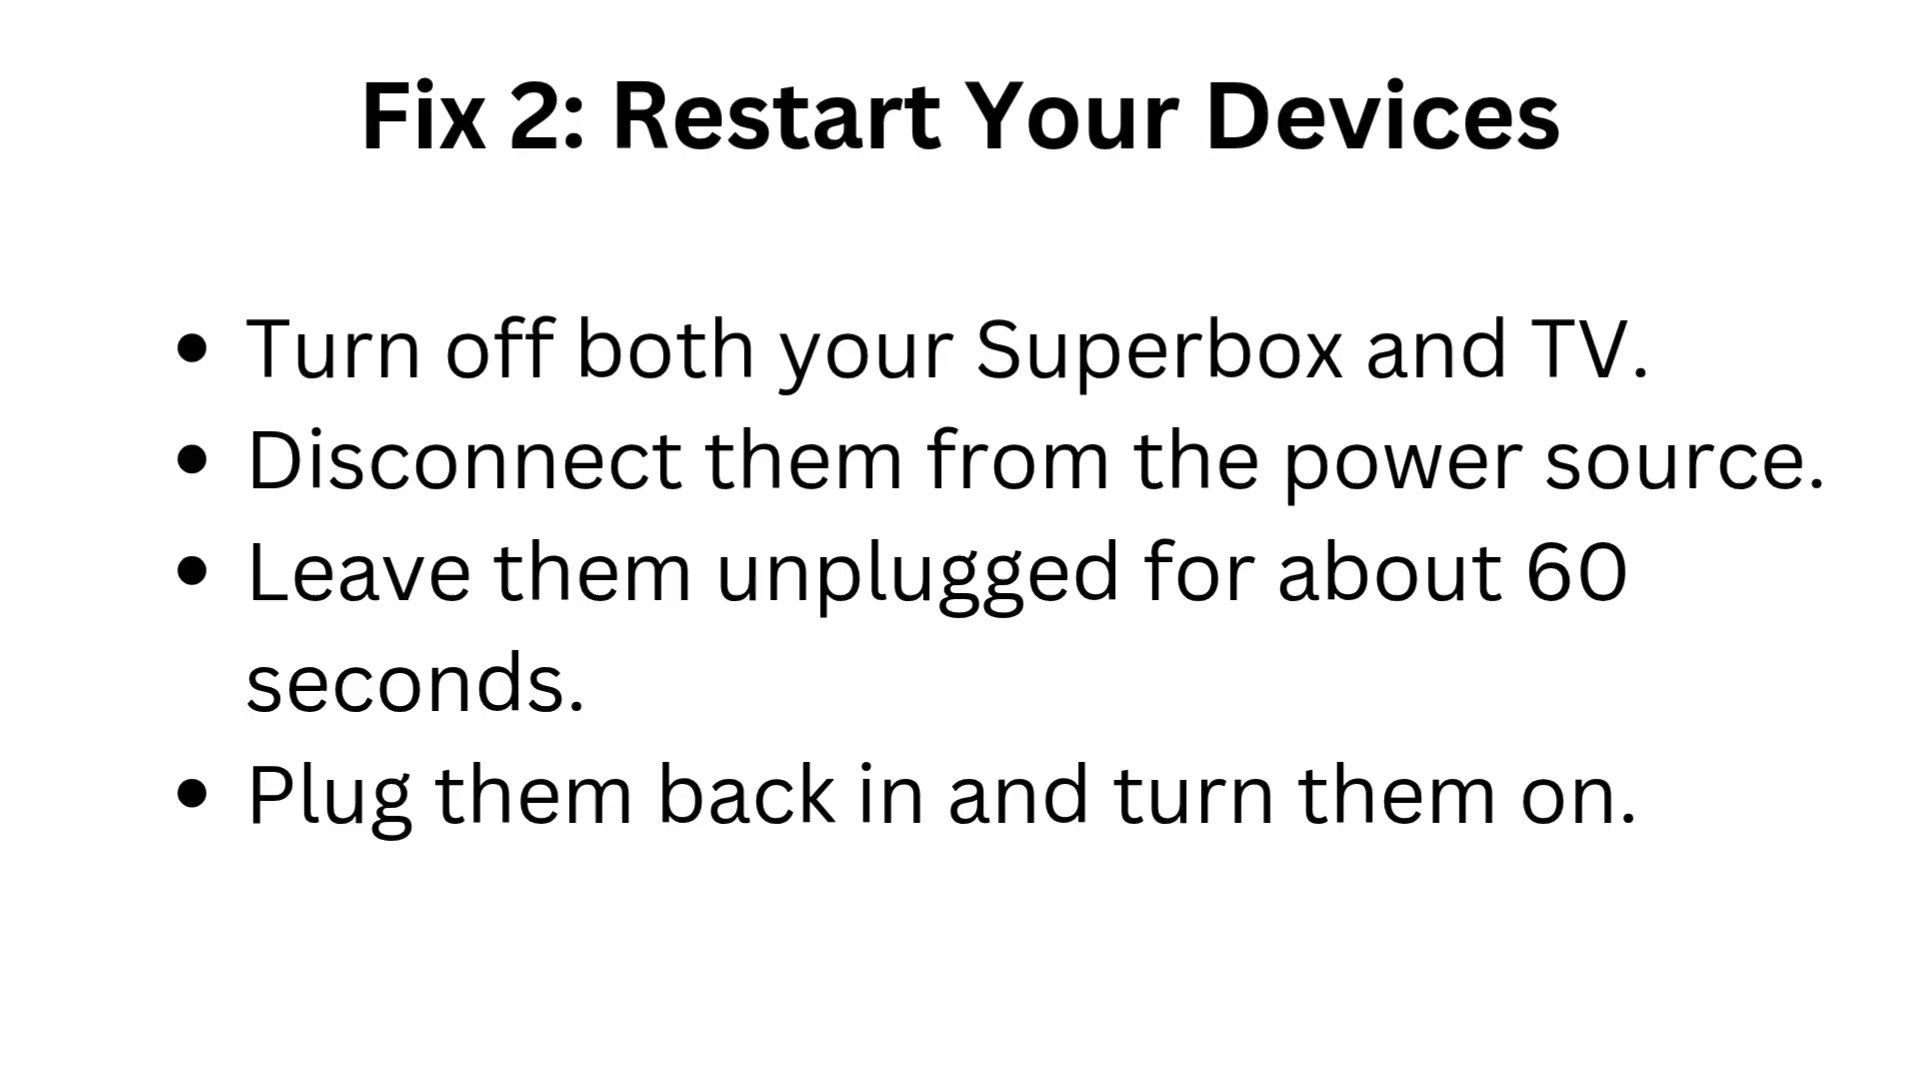 Fix 2: Restart Your Devices
• Turn off both your Superbox and TV.
• Disconnect them from the power source.
• Leave them unplugged for about 60
seconds.
• Plug them back in and turn them on.